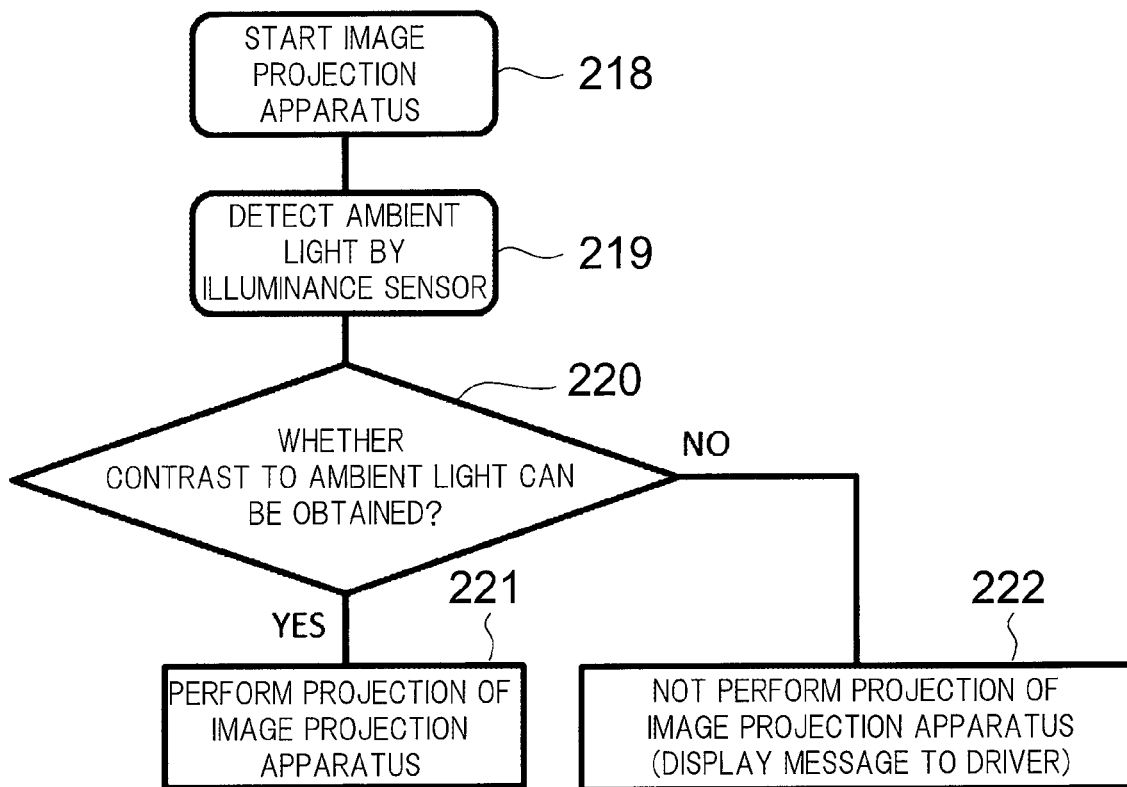 START IMAGE
PROJECTION
APPARATUS
218
DETECT AMBIENT
LIGHT BY
ILLUMINANCE SENSOR
219
220
WHETHER
CONTRAST TO AMBIENT LIGHT CAN
BE OBTAINED?
NO
YES
221
222
PERFORM PROJECTION OF
IMAGE PROJECTION
APPARATUS
NOT PERFORM PROJECTION OF
IMAGE PROJECTION APPARATUS
(DISPLAY MESSAGE TO DRIVER)